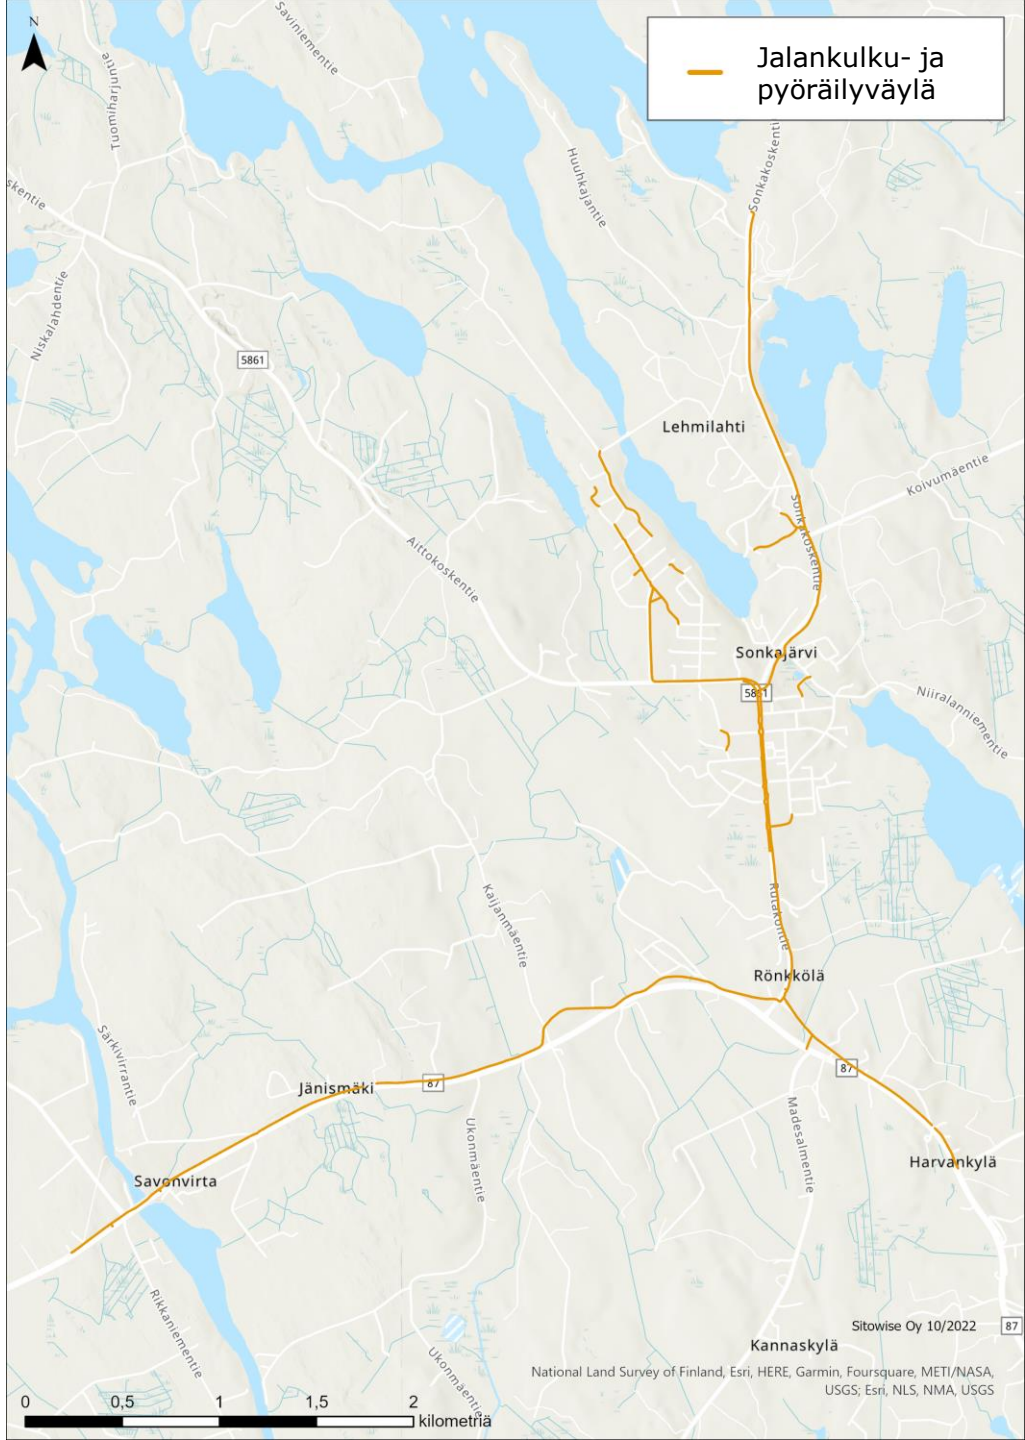 N
Saviniementie
Jalankulku- ja
pyöräilyväylä
Tuomiharjuntie
Huuhkajantie
Sonkakoskenti
skentie
Niskalahdentie
5861
Lehmilahti
Koivumäentie
Sonkakoskentie
Aittokoskentie
Sonkajärvi
5861
Niiralanniementie
Rutakontie
Kaijanmäentie
Rönkkölä
Särkivirrantie
87
87
Jänismäki
Madesalmentie
Ukonmäentie
Harvankylä
Savonvirta
Rikkaniementie
Sitowise Oy 10/2022
87
Kannaskylä
Ukonmäentie
National Land Survey of Finland, Esri, HERE, Garmin, Foursquare, METI/NASA,
USGS; Esri, NLS, NMA, USGS
0 0,5 1 1,5 2
kilometriä